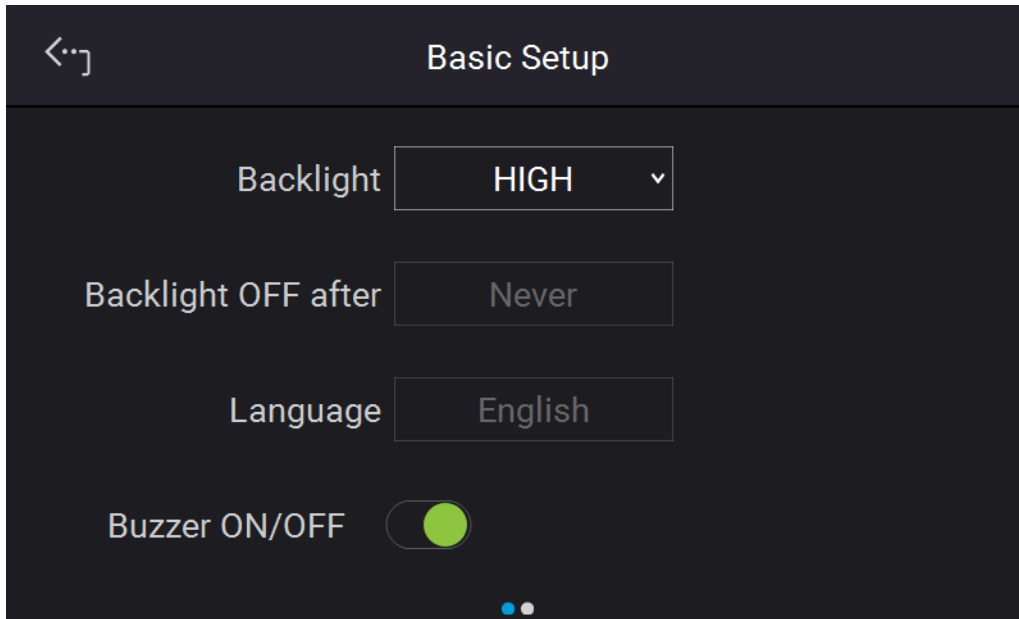 Basic Setup
Backlight HIGH
Backlight OFF after Never
Language English
Buzzer ON/OFF